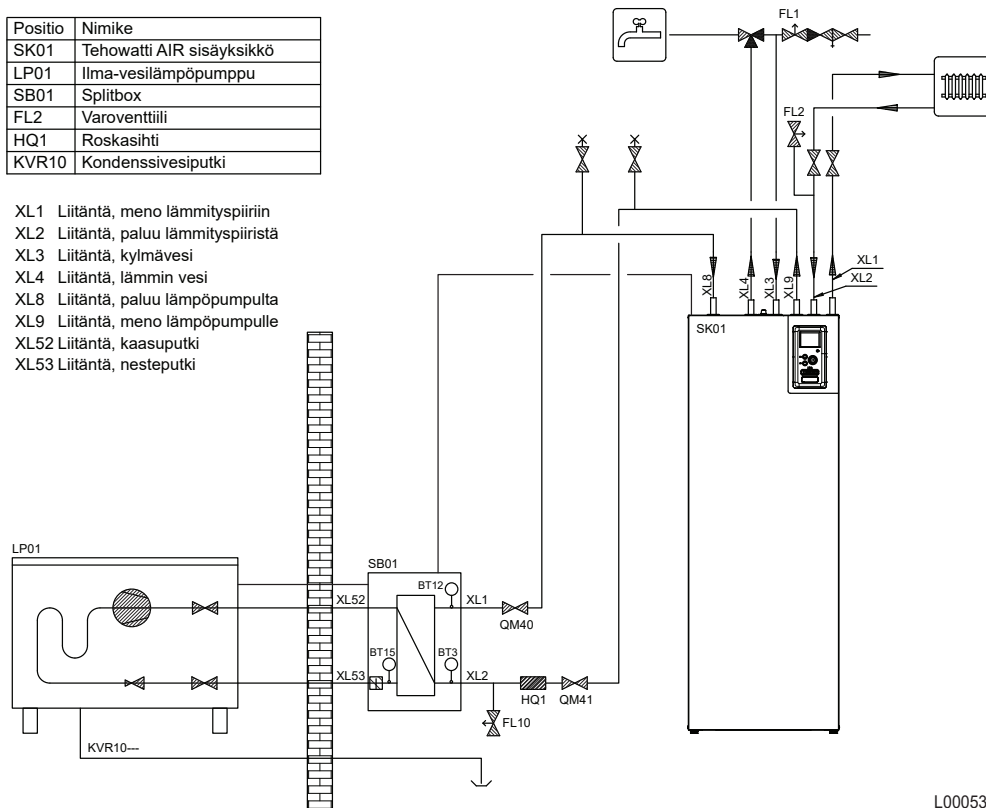 Positio Nimike
SK01 Tehowatti AIR sisäyksikkö
LP01 Ilma-vesilämpöpumppu
SB01 Splitbox
FL2 Varoventtiili
HQ1 Roskasihti
KVR10 Kondenssivesiputki
XL1 Liitäntä, meno lämmityspiiriin
XL2 Liitäntä, paluu lämmityspiiristä
XL3 Liitäntä, kylmävesi
XL4 Liitäntä, lämmin vesi
XL8 Liitäntä, paluu lämpöpumpulta
XL9 Liitäntä, meno lämpöpumpulle
XL52 Liitäntä, kaasuputki
XL53 Liitäntä, nesteputki
FL1
FL2
XL1
XL2
XL8
XL4
XL3
XL9
SK01
LP01
SB01
BT12
XL52
XL1
QM40
BT15
BT3
XL53
XL2
HQ1
QM41
FL10
KVR10---
L00053